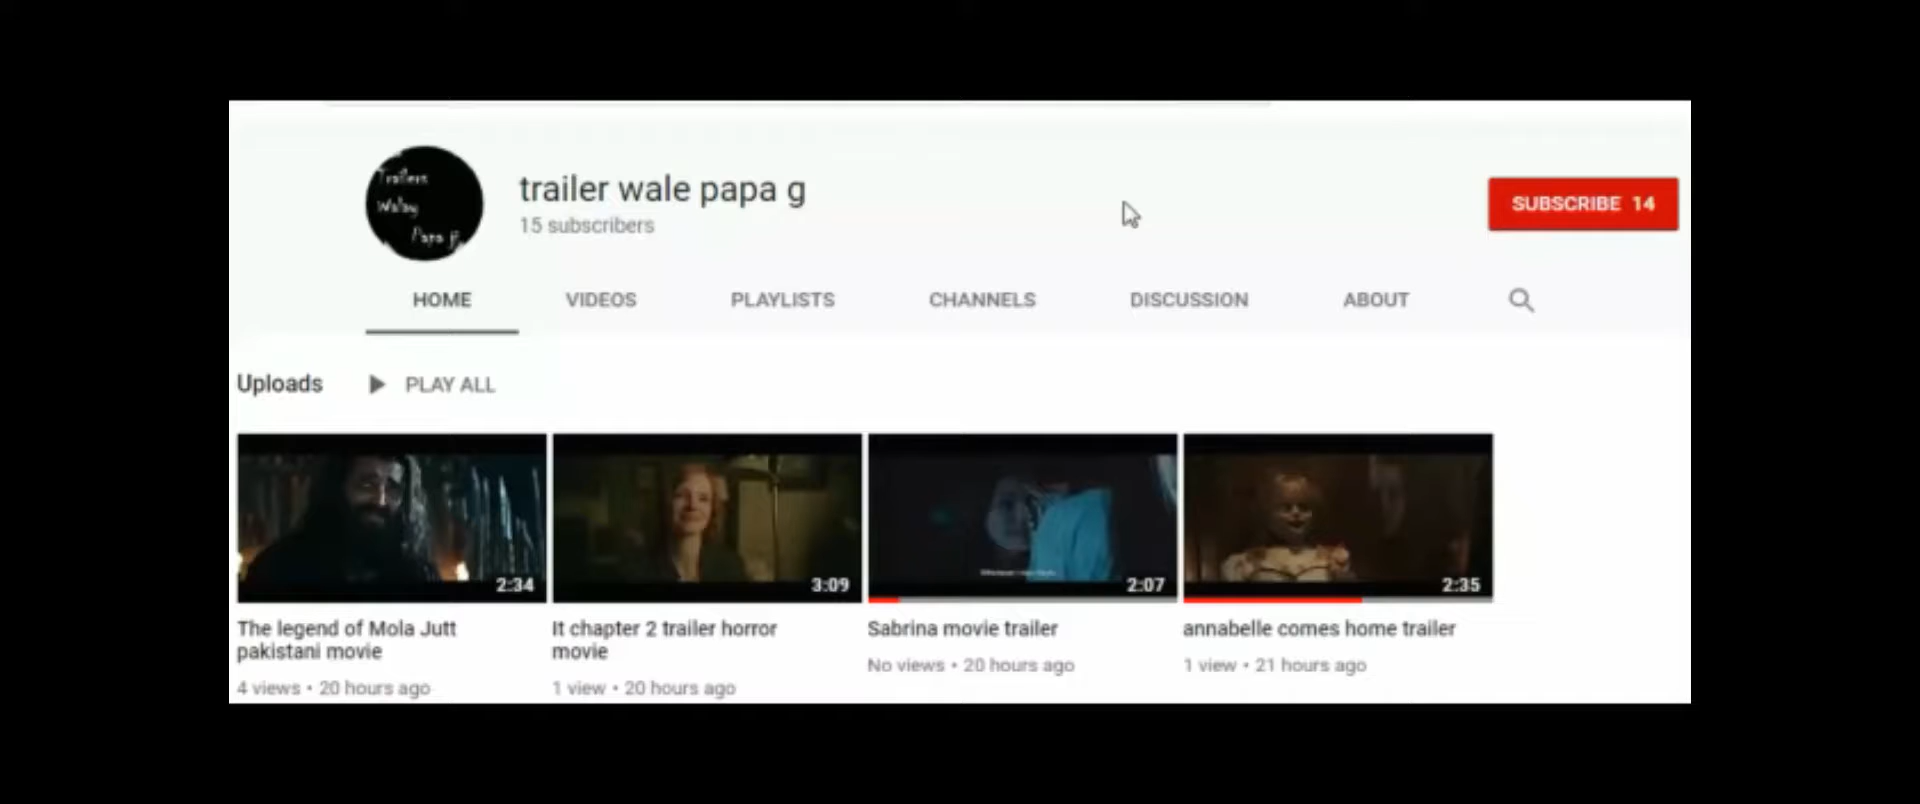 Trailers
Walay
Papa
trailer wale papa g
15 subscribers
SUBSCRIBE 14
HOME VIDEOS PLAYLISTS CHANNELS DISCUSSION ABOUT
Uploads PLAY ALL
2:34 3:09 2:07 2:35
The legend of Mola Jutt
pakistani movie
4 views • 20 hours ago
It chapter 2 trailer horror
movie
1 view • 20 hours ago
Sabrina movie trailer
No views • 20 hours ago
annabelle comes home trailer
1 view • 21 hours ago